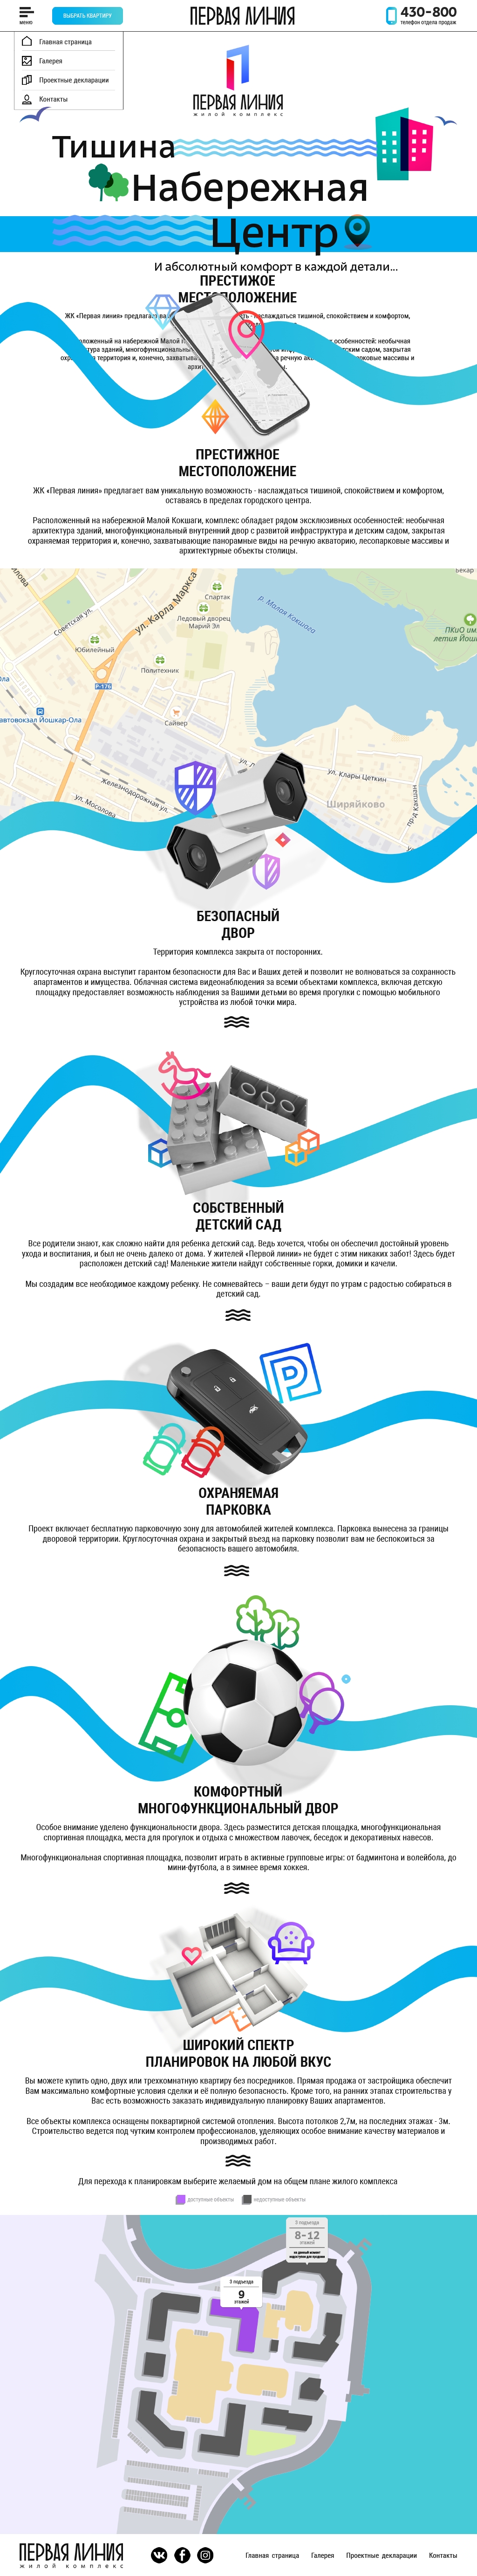 МЕНЮ
ВЫБРАТЬ КВАРТИРУ
ПЕРВАЯ ЛИНИЯ
430-800
телефон отдела продаж
Главная страница
Галерея
Проектные декларации
Контакты
ПЕРВАЯ ЛИНИЯ
жилой комплекс
Тишина
Набережная
Центр
И абсолютный комфорт в каждой детали...
ПРЕСТИЖОЕ
ЖК «Первая линия»
наслаждаться тишиной, спокойствием и комфортом,
ПРЕСТИЖНОЕ
МЕСТОПОЛОЖЕНИЕ
ЖК «Первая линия» предлагает вам уникальную возможность - наслаждаться тишиной, спокойствием и комфортом,
оставаясь в пределах городского центра.
Расположенный на набережной Малой Кокшаги, комплекс обладает рядом эксклюзивных особенностей: необычная
архитектура зданий, многофункциональный внутренний двор с развитой инфраструктурой и детским садом, закрытая
охраняемая территория и, конечно, захватывающие панорамные виды на речную акваторию, лесопарковые массивы и
архитектурные объекты столицы.
Спартак
ул. Карла Маркса
Советская ул.
Ледовый дворец
Марий Эл
р. Малая Кокшага
Юбилейный
Политехник
Р-176
автовокзал Йошкар-Ола
Сайвер
ул. Клары Цеткин
Железнодорожная ул.
ул. Мосолова
Ширяйково
БЕЗОПАСНЫЙ
ДВОР
Территория комплекса закрыта от посторонних.
Круглосуточная охрана выступит гарантом безопасности для Вас и Ваших детей и позволит не волноваться за сохранность
апартаментов и имущества. Облачная система видеонаблюдения за всеми объектами комплекса, включая детскую
площадку предоставляет возможность наблюдения за Вашими детьми во время прогулки с помощью мобильного
устройства из любой точки мира.
СОБСТВЕННЫЙ
ДЕТСКИЙ САД
Все родители знают, как сложно найти для ребенка детский сад. Ведь хочется, чтобы он обеспечил достойный уровень
ухода и воспитания, и был не очень далеко от дома. У жителей «Первой линии» не будет с этим никаких забот! Здесь будет
расположен детский сад! Маленькие жители найдут собственные горки, домики и качели.
Мы создадим все необходимое каждому ребенку. Не сомневайтесь – ваши дети будут по утрам с радостью собираться в
детский сад.
P
ОХРАНЯЕМАЯ
ПАРКОВКА
Проект включает бесплатную парковочную зону для автомобилей жителей комплекса. Парковка вынесена за границы
дворовой территории. Круглосуточная охрана и закрытый въезд на парковку позволит вам не беспокоиться за
безопасность вашего автомобиля.
КОМФОРТНЫЙ
МНОГОФУНКЦИОНАЛЬНЫЙ ДВОР
Особое внимание уделено функциональности двора. Здесь разместится детская площадка, многофункциональная
спортивная площадка, места для прогулок и отдыха с множеством лавочек, беседок и декоративных навесов.
Многофункциональная спортивная площадка, позволит играть в активные групповые игры: от бадминтона и волейбола, до
мини-футбола, а в зимнее время хоккея.
ШИРОКИЙ СПЕКТР
ПЛАНИРОВОК НА ЛЮБОЙ ВКУС
Вы можете купить одно, двух или трехкомнатную квартиру без посредников. Прямая продажа от застройщика обеспечит
Вам максимально комфортные условия сделки и её полную безопасность. Кроме того, на ранних этапах строительства у
Вас есть возможность заказать индивидуальную планировку Ваших апартаментов.
Все объекты комплекса оснащены поквартирной системой отопления. Высота потолков 2,7м, на последних этажах - 3м.
Строительство ведется под чутким контролем профессионалов, уделяющих особое внимание качеству материалов и
производимых работ.
Для перехода к планировкам выберите желаемый дом на общем плане жилого комплекса
доступные объекты
недоступные объекты
3 подъезда
8-12
этажей
3 подъезда
9
этажей
ПЕРВАЯ ЛИНИЯ
жилой комплекс
Главная страница
Галерея
Проектные декларации
Контакты